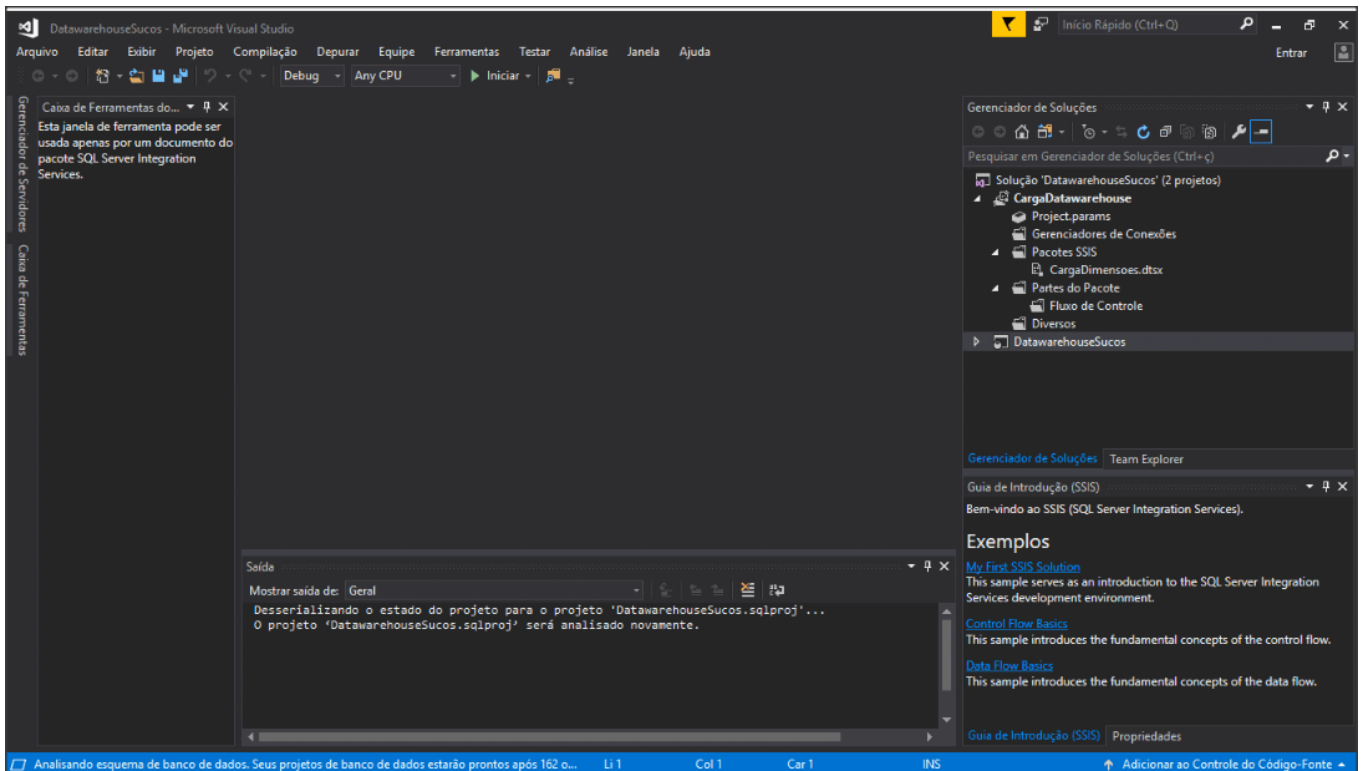 DatawarehouseSucos - Microsoft Visual Studio
Início Rápido (Ctrl+Q)
Arquivo Editar Exibir Projeto Compilação Depurar Equipe Ferramentas Testar Análise Janela Ajuda
Entrar
Debug Any CPU Iniciar
Gerenciador de Servidores
Caixa de Ferramentas
Caixa de Ferramentas do...
Esta janela de ferramenta pode ser
usada apenas por um documento do
pacote SQL Server Integration
Services.
Gerenciador de Soluções
Pesquisar em Gerenciador de Soluções (Ctrl+ç)
Solução 'DatawarehouseSucos' (2 projetos)
CargaDatawarehouse
Project.params
Gerenciadores de Conexões
Pacotes SSIS
CargaDimensoes.dtsx
Partes do Pacote
Fluxo de Controle
Diversos
DatawarehouseSucos
Gerenciador de Soluções Team Explorer
Guia de Introdução (SSIS)
Bem-vindo ao SSIS (SQL Server Integration Services).
Exemplos
My First SSIS Solution
This sample serves as an introduction to the SQL Server Integration
Services development environment.
Control Flow Basics
This sample introduces the fundamental concepts of the control flow.
Data Flow Basics
This sample introduces the fundamental concepts of the data flow.
Guia de Introdução (SSIS) Propriedades
Saída
Mostrar saída de: Geral
Desserializando o estado do projeto para o projeto 'DatawarehouseSucos.sqlproj'...
O projeto 'DatawarehouseSucos.sqlproj' será analisado novamente.
Analisando esquema de banco de dados. Seus projetos de banco de dados estarão prontos após 162 o... Li 1 Col 1 Car 1 INS Adicionar ao Controle do Código-Fonte